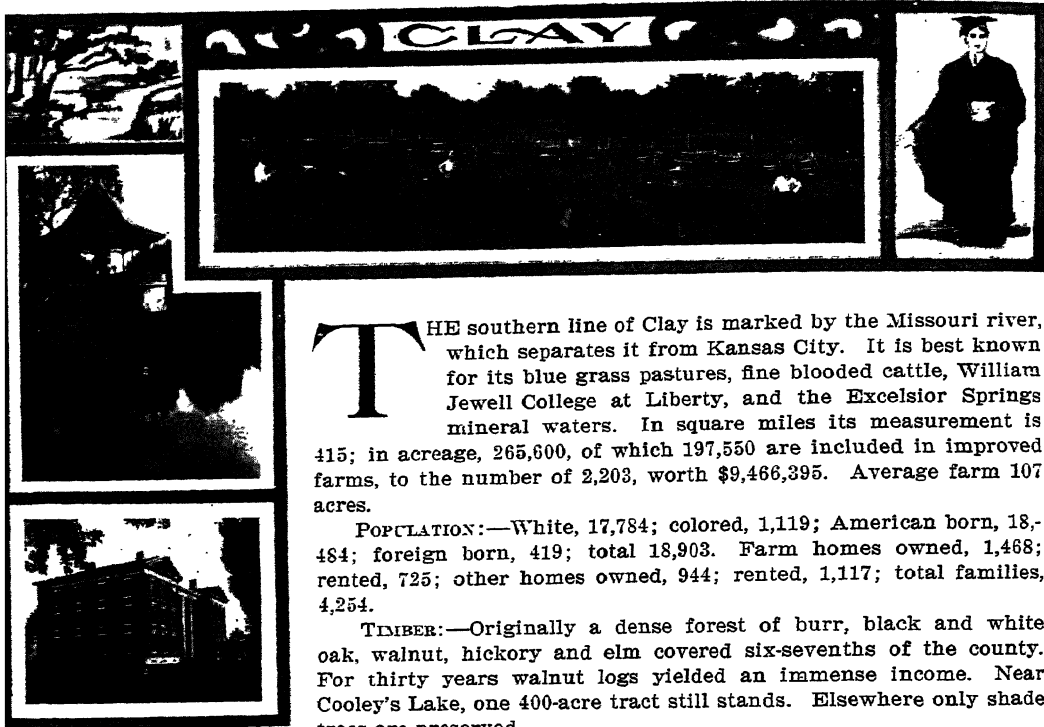 CLAY
THE southern line of Clay is marked by the Missouri river,
which separates it from Kansas City. It is best known
for its blue grass pastures, fine blooded cattle, William
Jewell College at Liberty, and the Excelsior Springs
mineral waters. In square miles its measurement is
415; in acreage, 265,600, of which 197,550 are included in improved
farms, to the number of 2,203, worth $9,466,395. Average farm 107
acres.
POPULATION:—White, 17,784; colored, 1,119; American born, 18,-
484; foreign born, 419; total 18,903. Farm homes owned, 1,468;
rented, 725; other homes owned, 944; rented, 1,117; total families,
4,254.
TIMBER:—Originally a dense forest of burr, black and white
oak, walnut, hickory and elm covered six-sevenths of the county.
For thirty years walnut logs yielded an immense income. Near
Cooley's Lake, one 400-acre tract still stands. Elsewhere only shade
trees are preserved